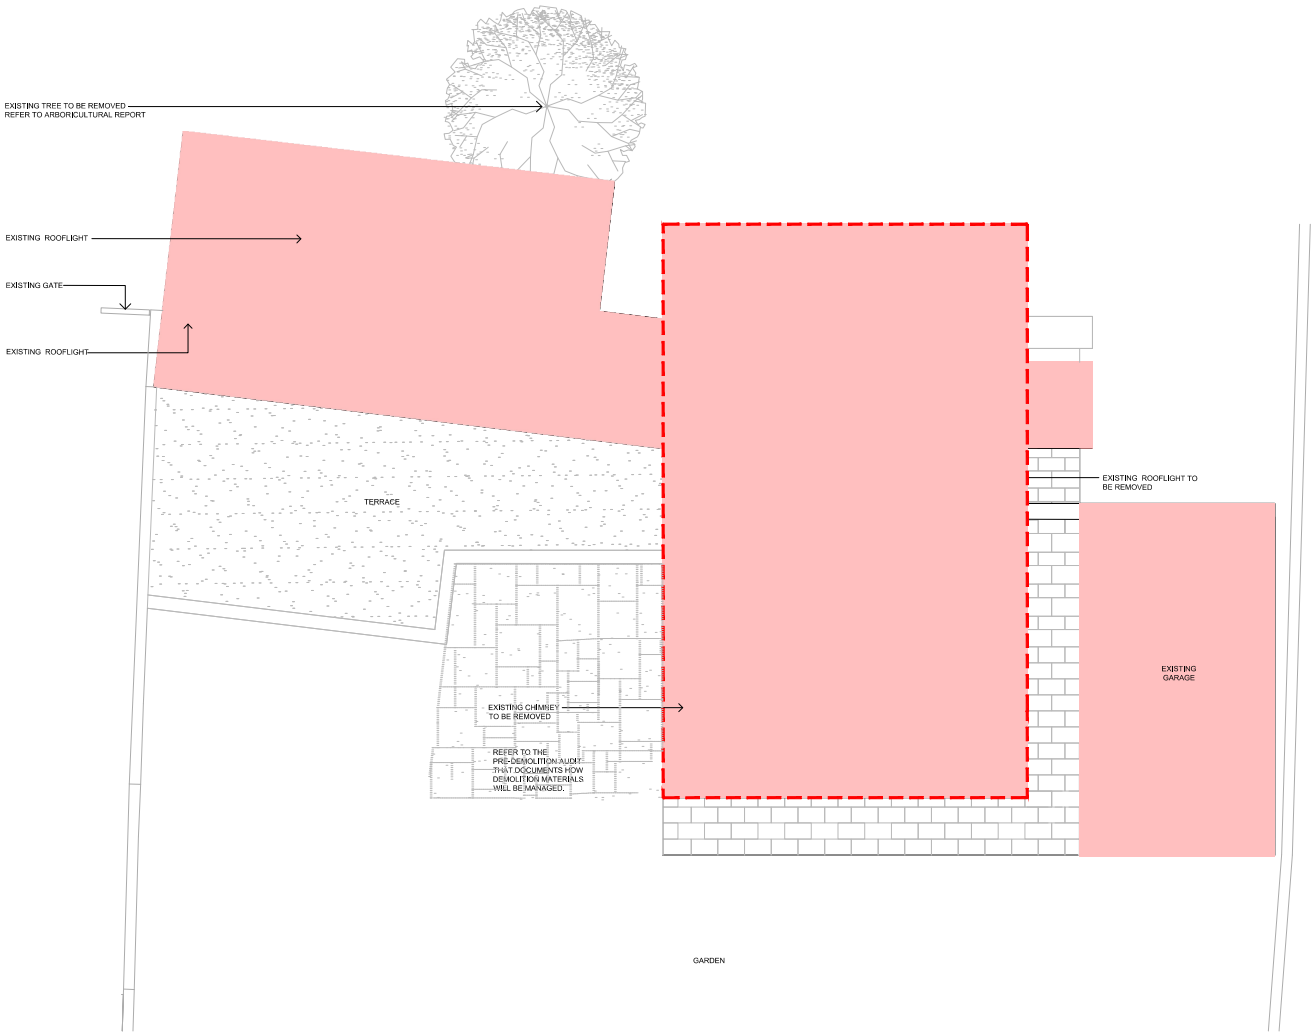 EXISTING TREE TO BE REMOVED
REFER TO ARBORICULTURAL REPORT
EXISTING ROOFLIGHT
EXISTING GATE
EXISTING ROOFLIGHT
EXISTING ROOFLIGHT TO
BE REMOVED
TERRACE
EXISTING
GARAGE
EXISTING CHIMNEY
TO BE REMOVED
REFER TO THE
PRE-DEMOLITION AUDIT
THAT DOCUMENTS HOW
DEMOLITION MATERIALS
WILL BE MANAGED.
GARDEN